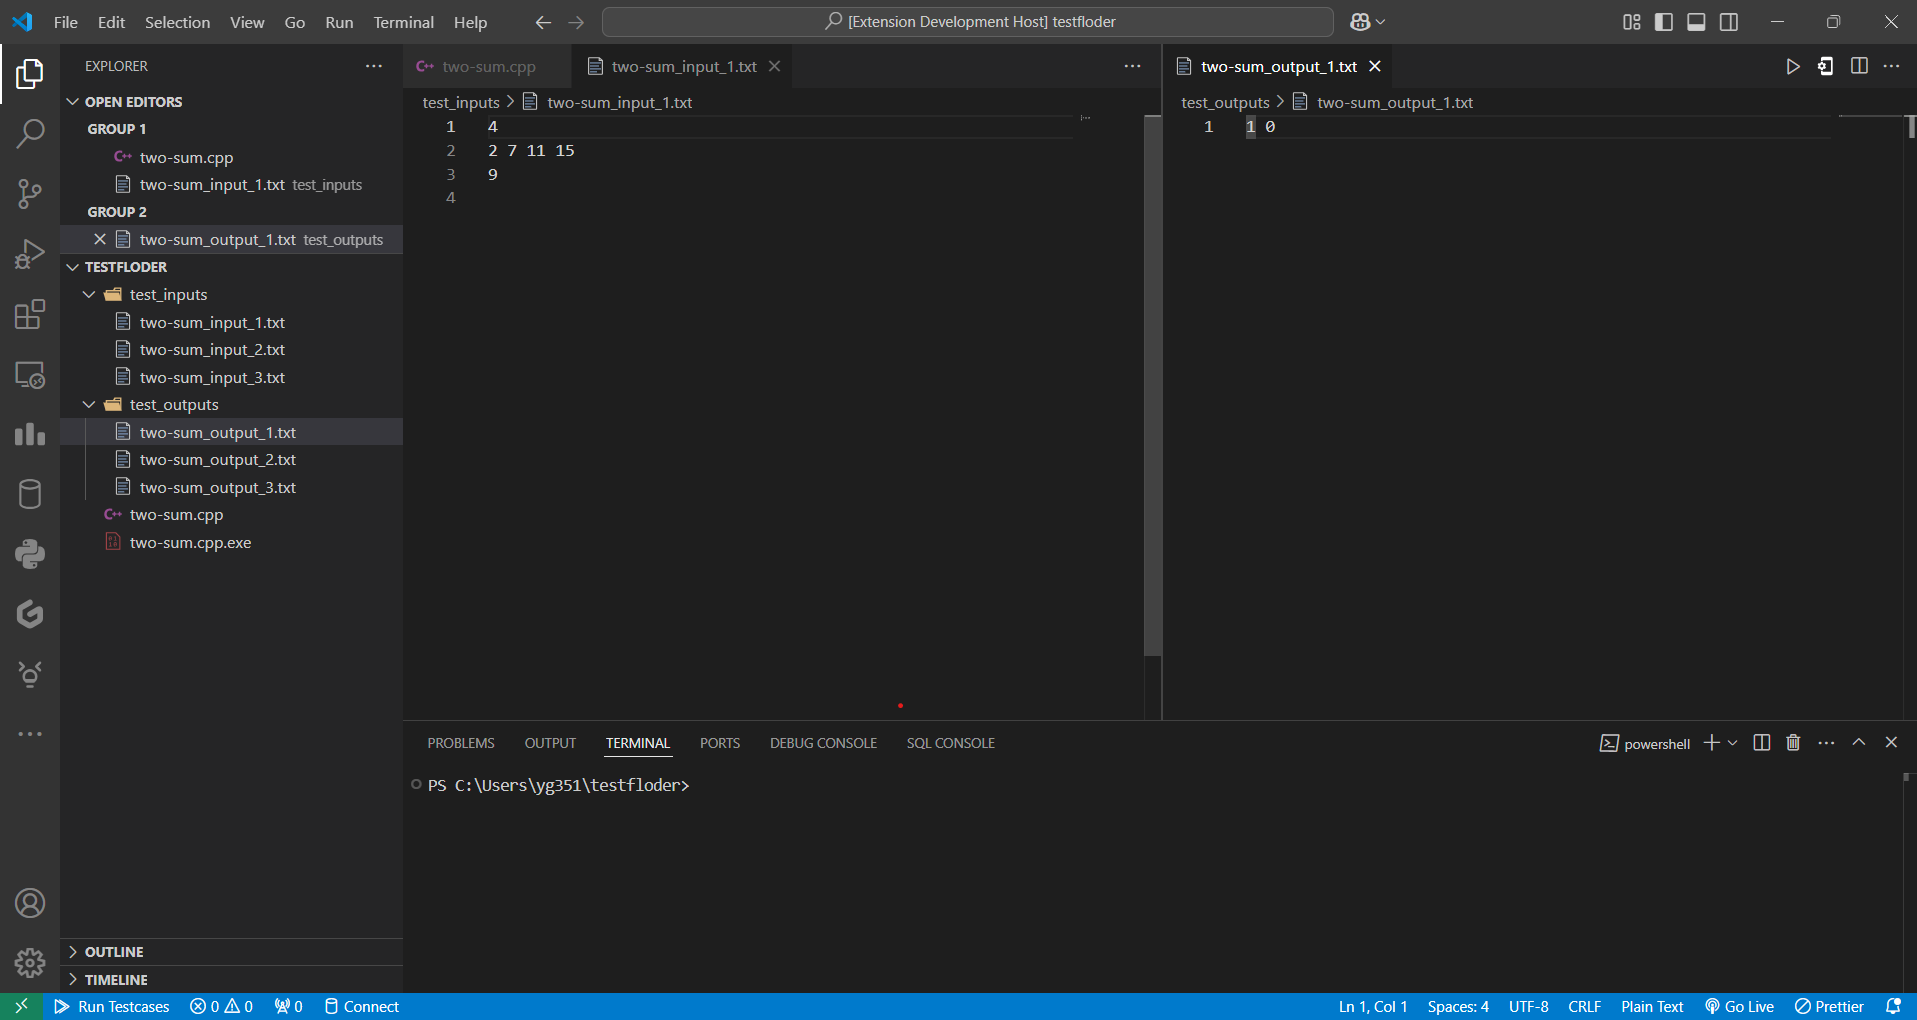 File Edit Selection View Go Run Terminal Help
[Extension Development Host] testfloder
EXPLORER
OPEN EDITORS
GROUP 1
two-sum.cpp
two-sum_input_1.txt test_inputs
GROUP 2
two-sum_output_1.txt test_outputs
TESTFLODER
test_inputs
two-sum_input_1.txt
two-sum_input_2.txt
two-sum_input_3.txt
test_outputs
two-sum_output_1.txt
two-sum_output_2.txt
two-sum_output_3.txt
two-sum.cpp
two-sum.cpp.exe
OUTLINE
TIMELINE
two-sum.cpp two-sum_input_1.txt
test_inputs > two-sum_input_1.txt
1 4
2 2 7 11 15
3 9
4
two-sum_output_1.txt
test_outputs > two-sum_output_1.txt
1 1 0
PROBLEMS OUTPUT TERMINAL PORTS DEBUG CONSOLE SQL CONSOLE
powershell
PS C:\Users\yg351\testfloder>
Run Testcases 0 0 0 Connect
Ln 1, Col 1 Spaces: 4 UTF-8 CRLF Plain Text Go Live Prettier